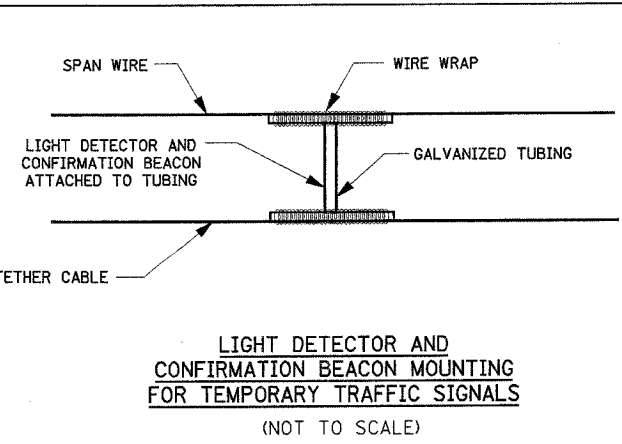 SPAN WIRE
WIRE WRAP
LIGHT DETECTOR AND
CONFIRMATION BEACON
ATTACHED TO TUBING
GALVANIZED TUBING
TETHER CABLE
LIGHT DETECTOR AND
CONFIRMATION BEACON MOUNTING
FOR TEMPORARY TRAFFIC SIGNALS
(NOT TO SCALE)